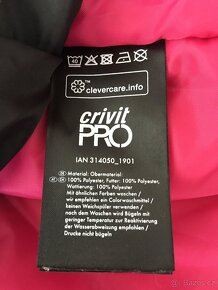 40
clevercare.info
crivit
PRO
IAN 314050_1901
Material: Obermaterial:
100% Polyester, Futter: 100%
Polyester, Wattierung:
100% Polyester
Mit ähnlichen Farben waschen/
wir empfehlen ein Colorwaschmittel/
keinen Weichspüler verwenden/
nach dem Waschen wird Bügeln mit
geringer Temperatur zur Reaktivierung
der Wasserabweisung empfohlen/
Drucke nicht bügeln